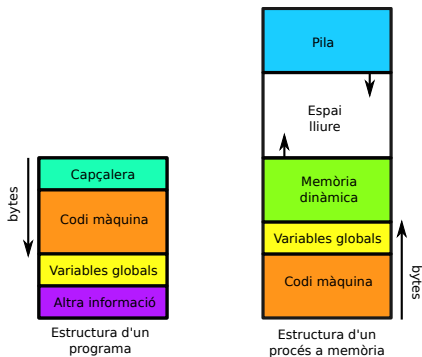 bytes
Capçalera
Codi màquina
Variables globals
Altra informació
Estructura d'un
programa
Pila
Espai
lliure
Memòria
dinàmica
Variables globals
Codi màquina
bytes
Estructura d'un
procés a memòria